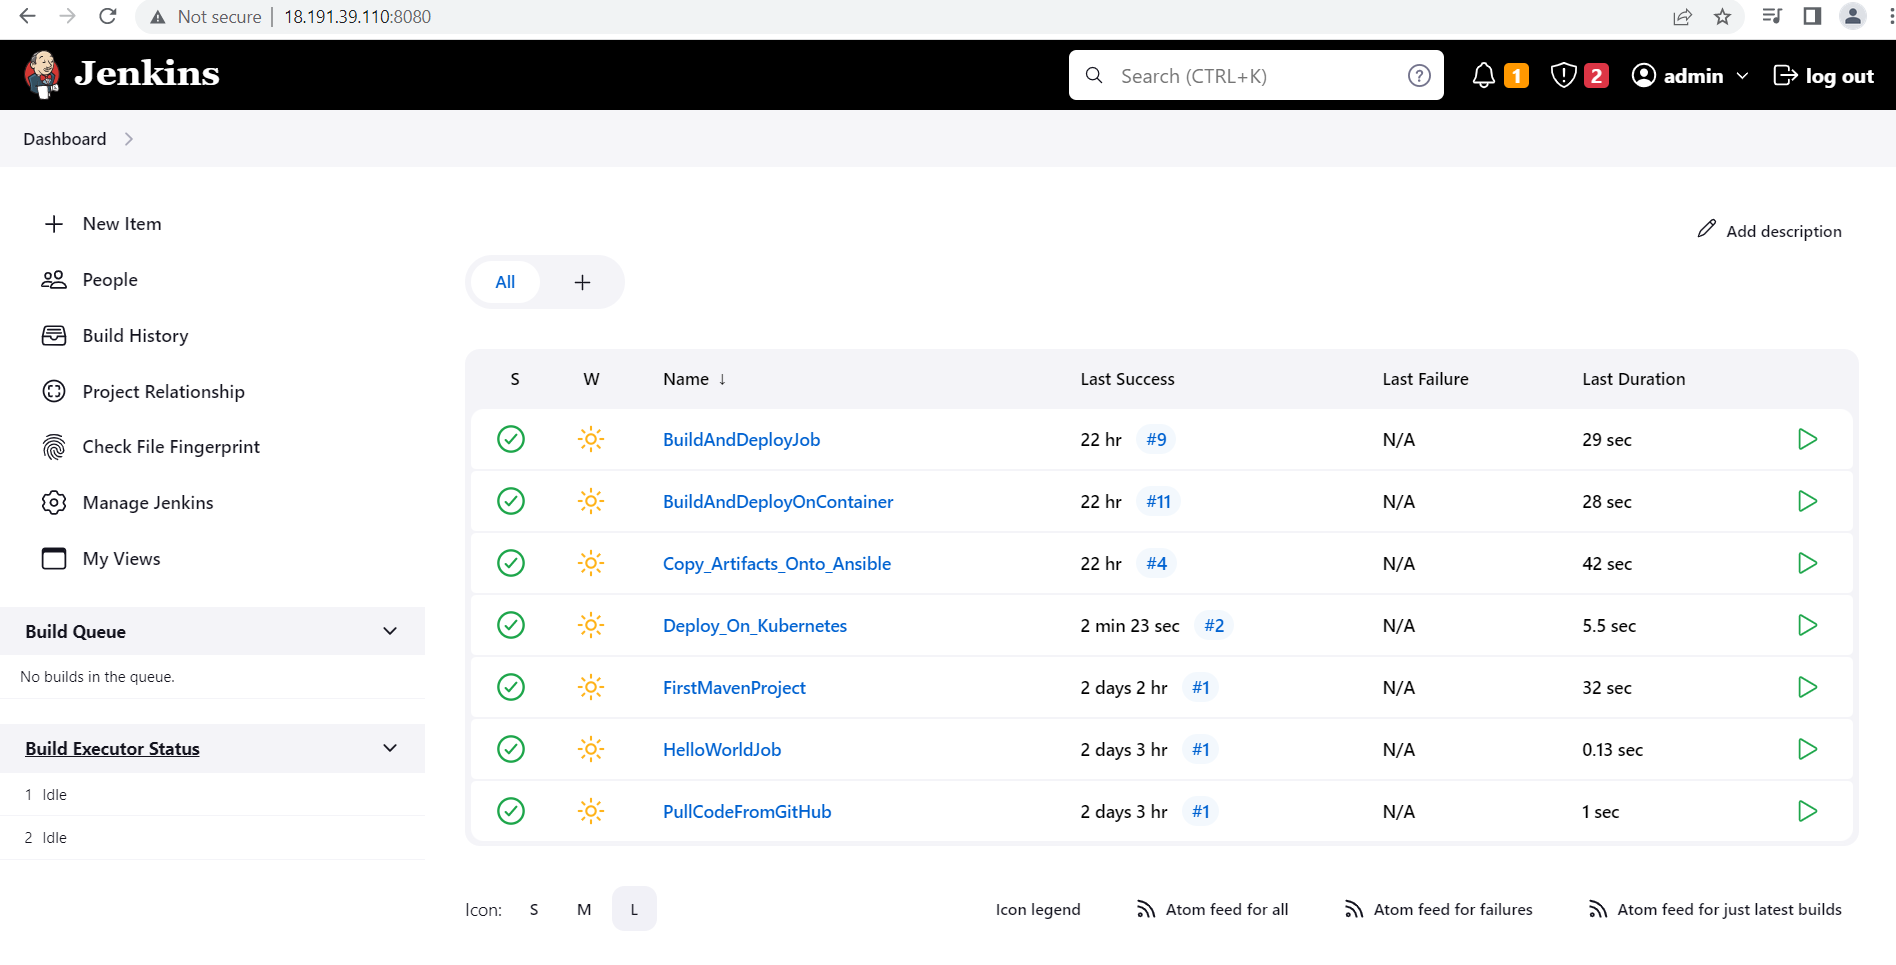 Not secure | 18.191.39.110:8080
Jenkins
Search (CTRL+K)
1
2
admin
log out
Dashboard
New Item
People
Build History
Project Relationship
Check File Fingerprint
Manage Jenkins
My Views
Build Queue
No builds in the queue.
Build Executor Status
1 Idle
2 Idle
Add description
All +
S W Name ↓ Last Success Last Failure Last Duration
BuildAndDeployJob 22 hr #9 N/A 29 sec
BuildAndDeployOnContainer 22 hr #11 N/A 28 sec
Copy_Artifacts_Onto_Ansible 22 hr #4 N/A 42 sec
Deploy_On_Kubernetes 2 min 23 sec #2 N/A 5.5 sec
FirstMavenProject 2 days 2 hr #1 N/A 32 sec
HelloWorldJob 2 days 3 hr #1 N/A 0.13 sec
PullCodeFromGitHub 2 days 3 hr #1 N/A 1 sec
Icon: S M L
Icon legend
Atom feed for all
Atom feed for failures
Atom feed for just latest builds